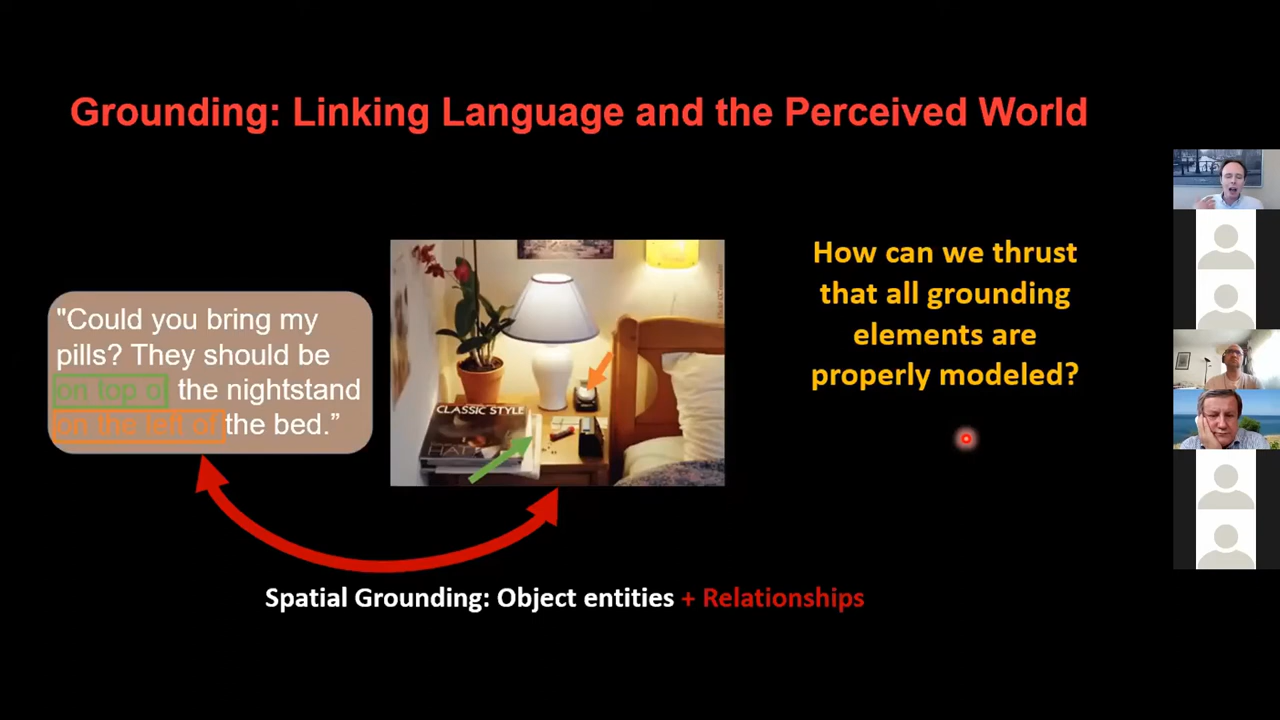 Grounding: Linking Language and the Perceived World
"Could you bring my
pills? They should be
on top o the nightstand
on the left of the bed.”
CLASSIC STYLE
How can we thrust
that all grounding
elements are
properly modeled?
Spatial Grounding: Object entities + Relationships